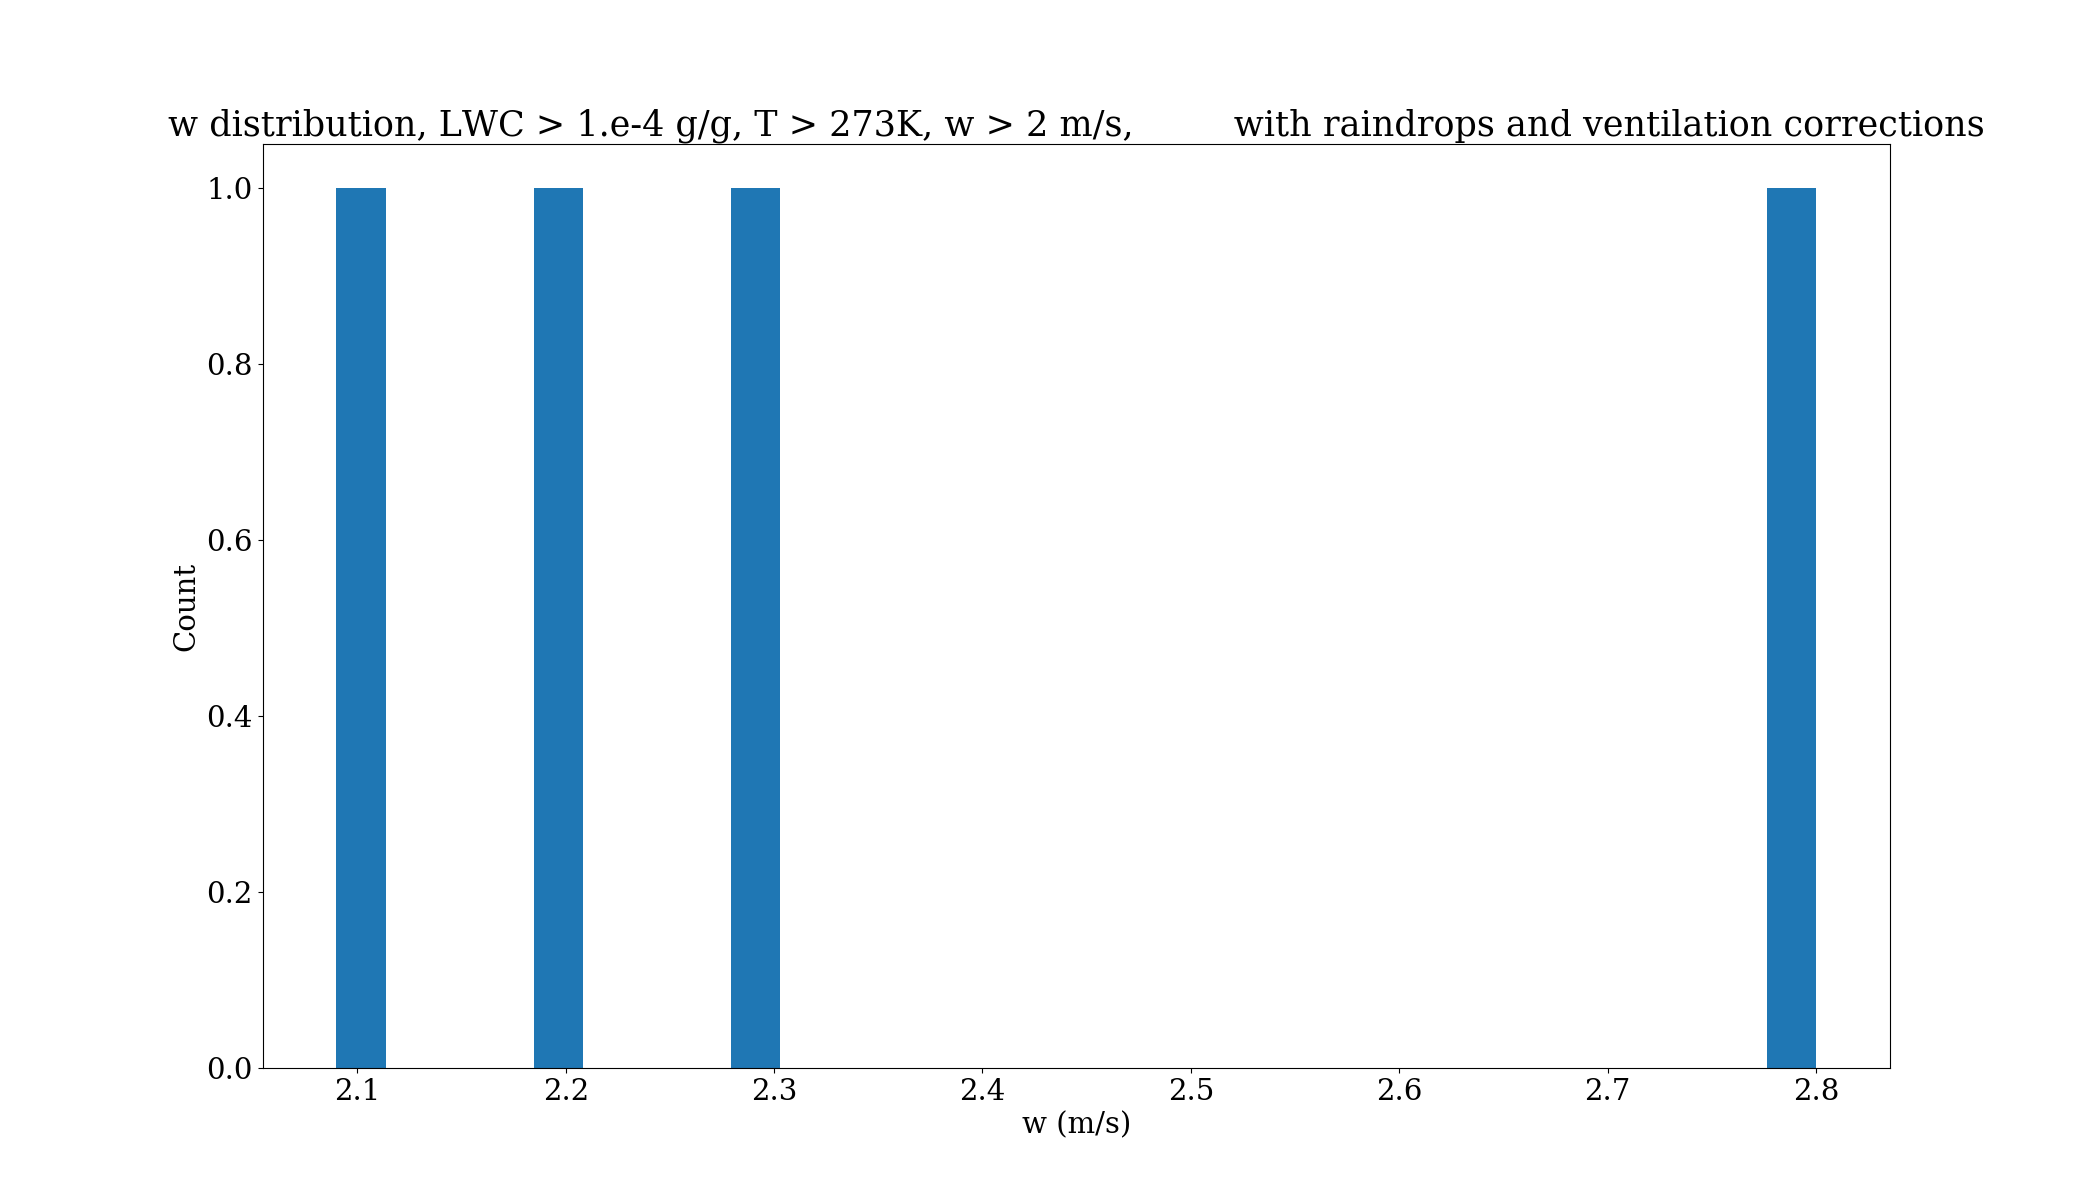 w distribution, LWC > 1.e-4 g/g, T > 273K, w > 2 m/s,         with raindrops and ventilation corrections
1.0
0.8
0.6
0.4
0.2
0.0
Count
2.1 2.2 2.3 2.4 2.5 2.6 2.7 2.8
w (m/s)